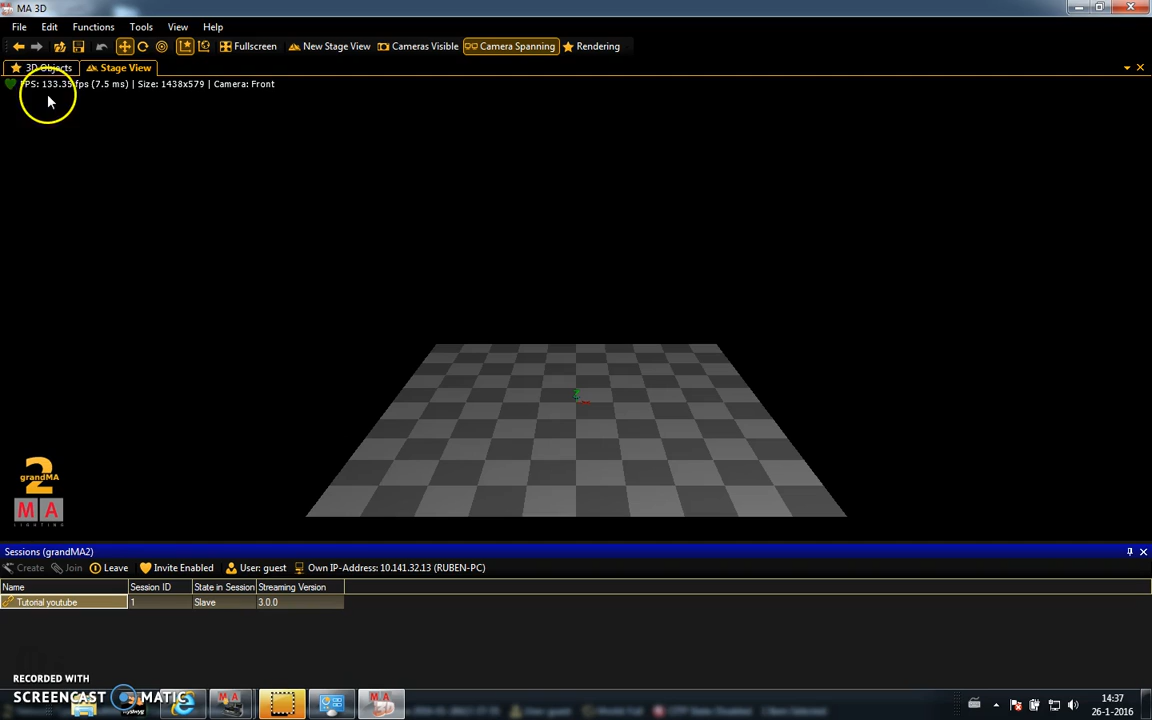 MA 3D
File Edit Functions Tools View Help
Fullscreen New Stage View Cameras Visible Camera Spanning Rendering
3D Objects Stage View
FPS: 133.35 fps (7.5 ms) | Size: 1438x579 | Camera: Front
2
grandMA
MA
LIGHTING
Sessions (grandMA2)
Create Join Leave Invite Enabled User: guest Own IP-Address: 10.141.32.13 (RUBEN-PC)
Name Session ID State in Session Streaming Version
Tutorial youtube 1 Slave 3.0.0
RECORDED WITH
SCREENCAST MATIC
14:37
26-1-2016